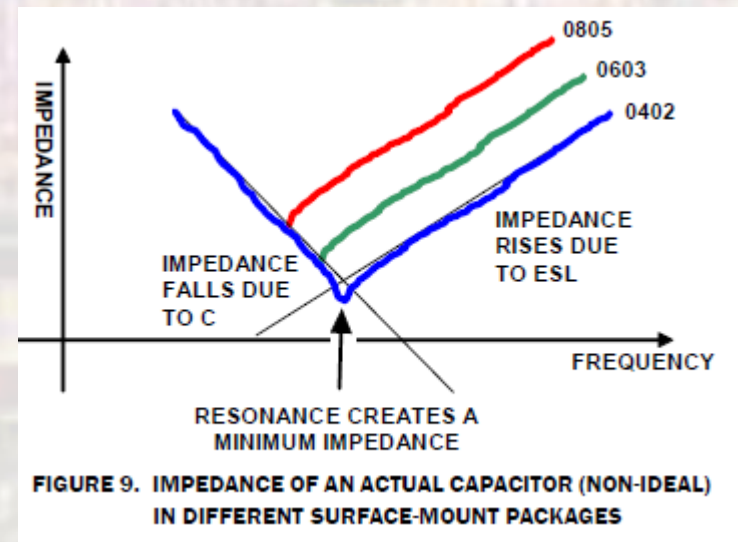 0805
0603
0402
IMPEDANCE
IMPEDANCE
RISES DUE
TO ESL
IMPEDANCE
FALLS DUE
TO C
FREQUENCY
RESONANCE CREATES A
MINIMUM IMPEDANCE
FIGURE 9. IMPEDANCE OF AN ACTUAL CAPACITOR (NON-IDEAL)
IN DIFFERENT SURFACE-MOUNT PACKAGES